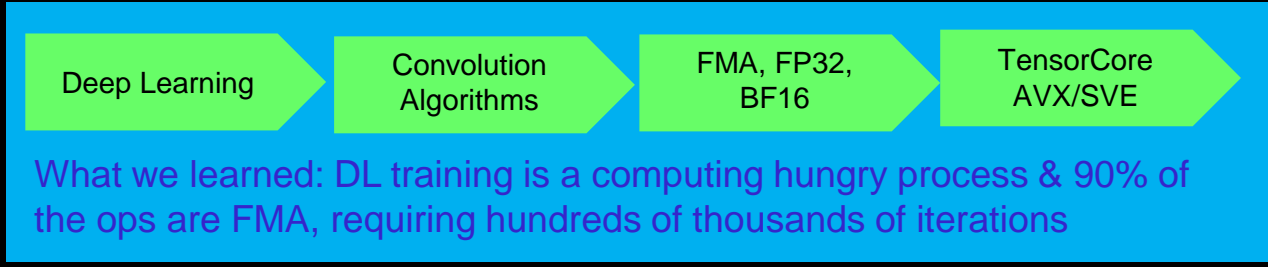 Deep Learning
Convolution
Algorithms
FMA, FP32,
BF16
TensorCore
AVX/SVE
What we learned: DL training is a computing hungry process & 90% of
the ops are FMA, requiring hundreds of thousands of iterations